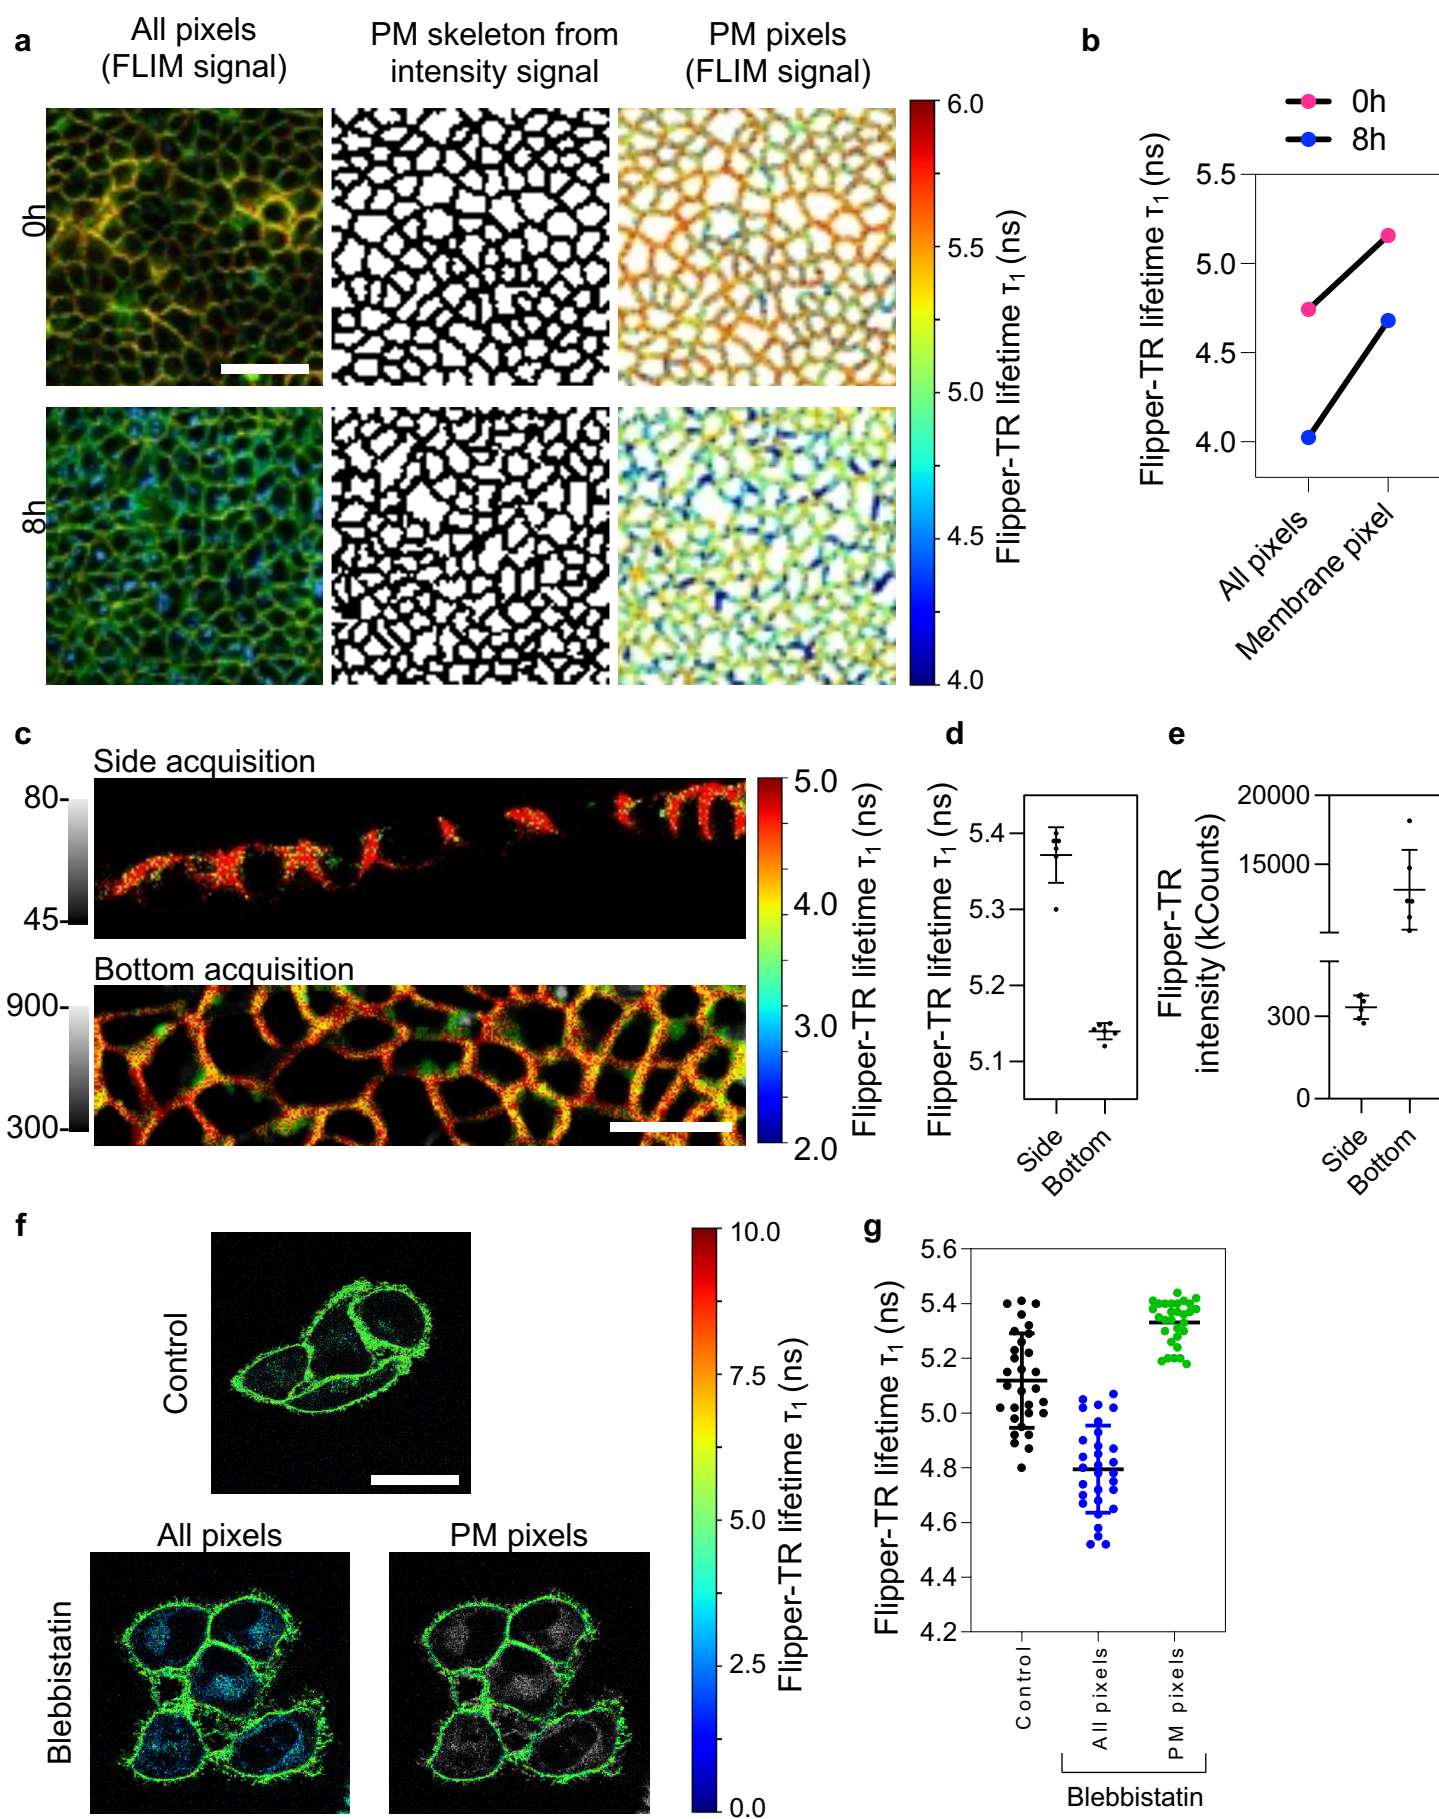 a
All pixels
(FLIM signal)
PM skeleton from
intensity signal
PM pixels
(FLIM signal)
0h
8h
6.0
5.5
5.0
4.5
4.0
Flipper-TR lifetime τ1 (ns)
b
0h
8h
Flipper-TR lifetime τ1 (ns)
5.5
5.0
4.5
4.0
All pixels
Membrane pixel
c
Side acquisition
80
45
Bottom acquisition
900
300
5.0
4.0
3.0
2.0
Flipper-TR lifetime τ1 (ns)
d
Flipper-TR lifetime τ1 (ns)
5.4
5.3
5.2
5.1
Side
Bottom
e
Flipper-TR
intensity (kCounts)
20000
15000
300
0
Side
Bottom
f
Control
All pixels
PM pixels
Blebbistatin
10.0
7.5
5.0
2.5
0.0
Flipper-TR lifetime τ1 (ns)
g
Flipper-TR lifetime τ1 (ns)
5.6
5.4
5.2
5.0
4.8
4.6
4.4
4.2
Control
All pixels
PM pixels
Blebbistatin